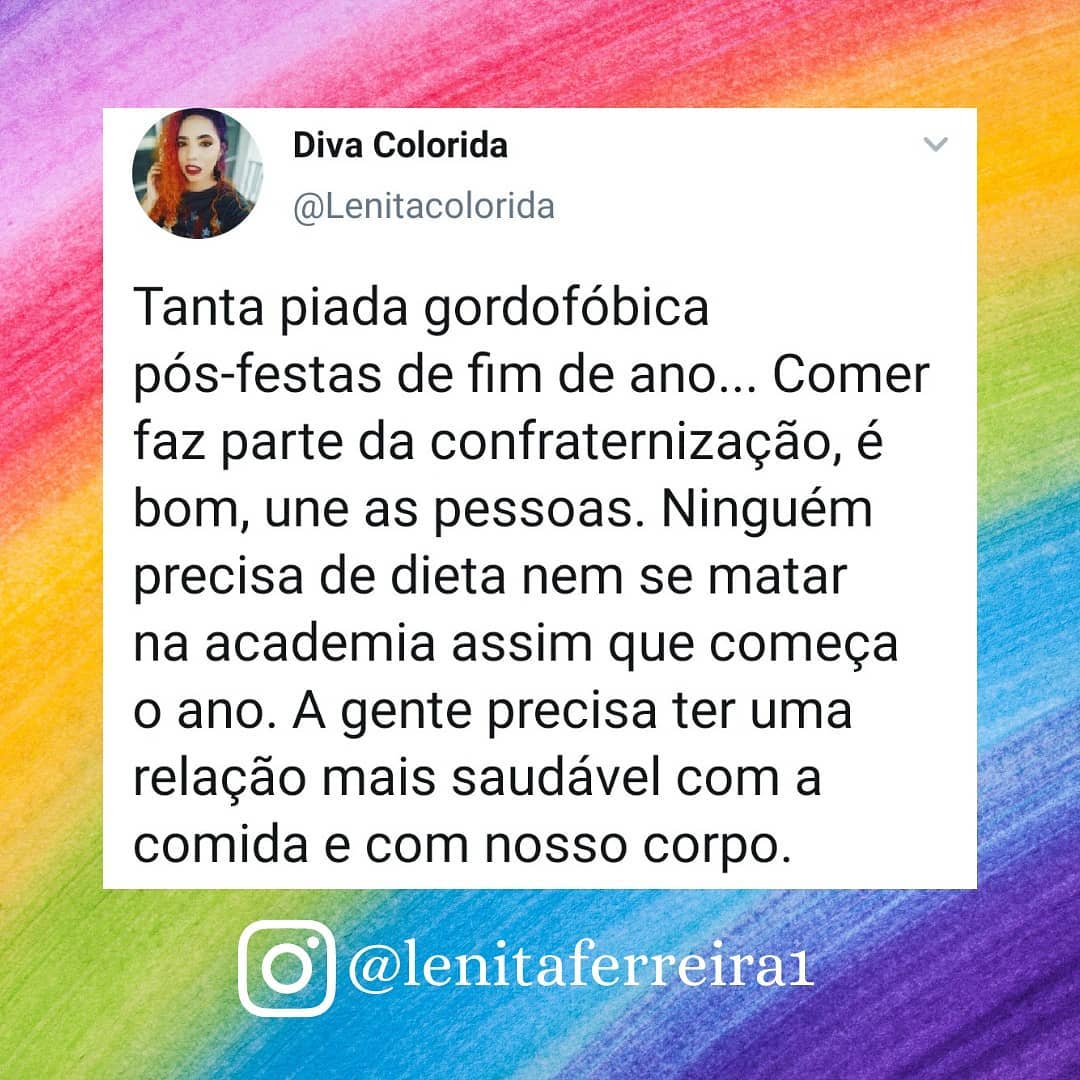 Diva Colorida
@Lenitacolorida
Tanta piada gordofóbica
pós-festas de fim de ano... Comer
faz parte da confraternização, é
bom, une as pessoas. Ninguém
precisa de dieta nem se matar
na academia assim que começa
o ano. A gente precisa ter uma
relação mais saudável com a
comida e com nosso corpo.
@lenitaferreira1